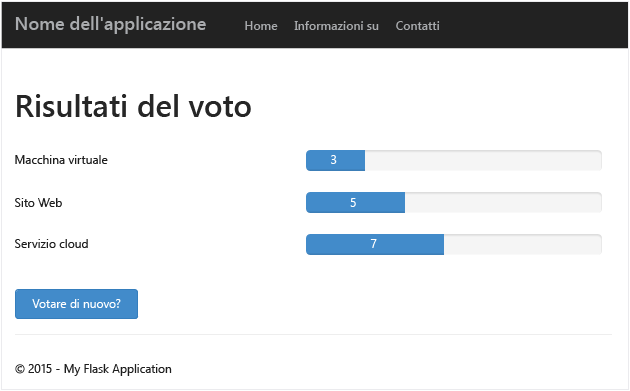 Nome dell'applicazione Home Informazioni su Contatti
Risultati del voto
Macchina virtuale 3
Sito Web 5
Servizio cloud 7
Votare di nuovo?
© 2015 - My Flask Application